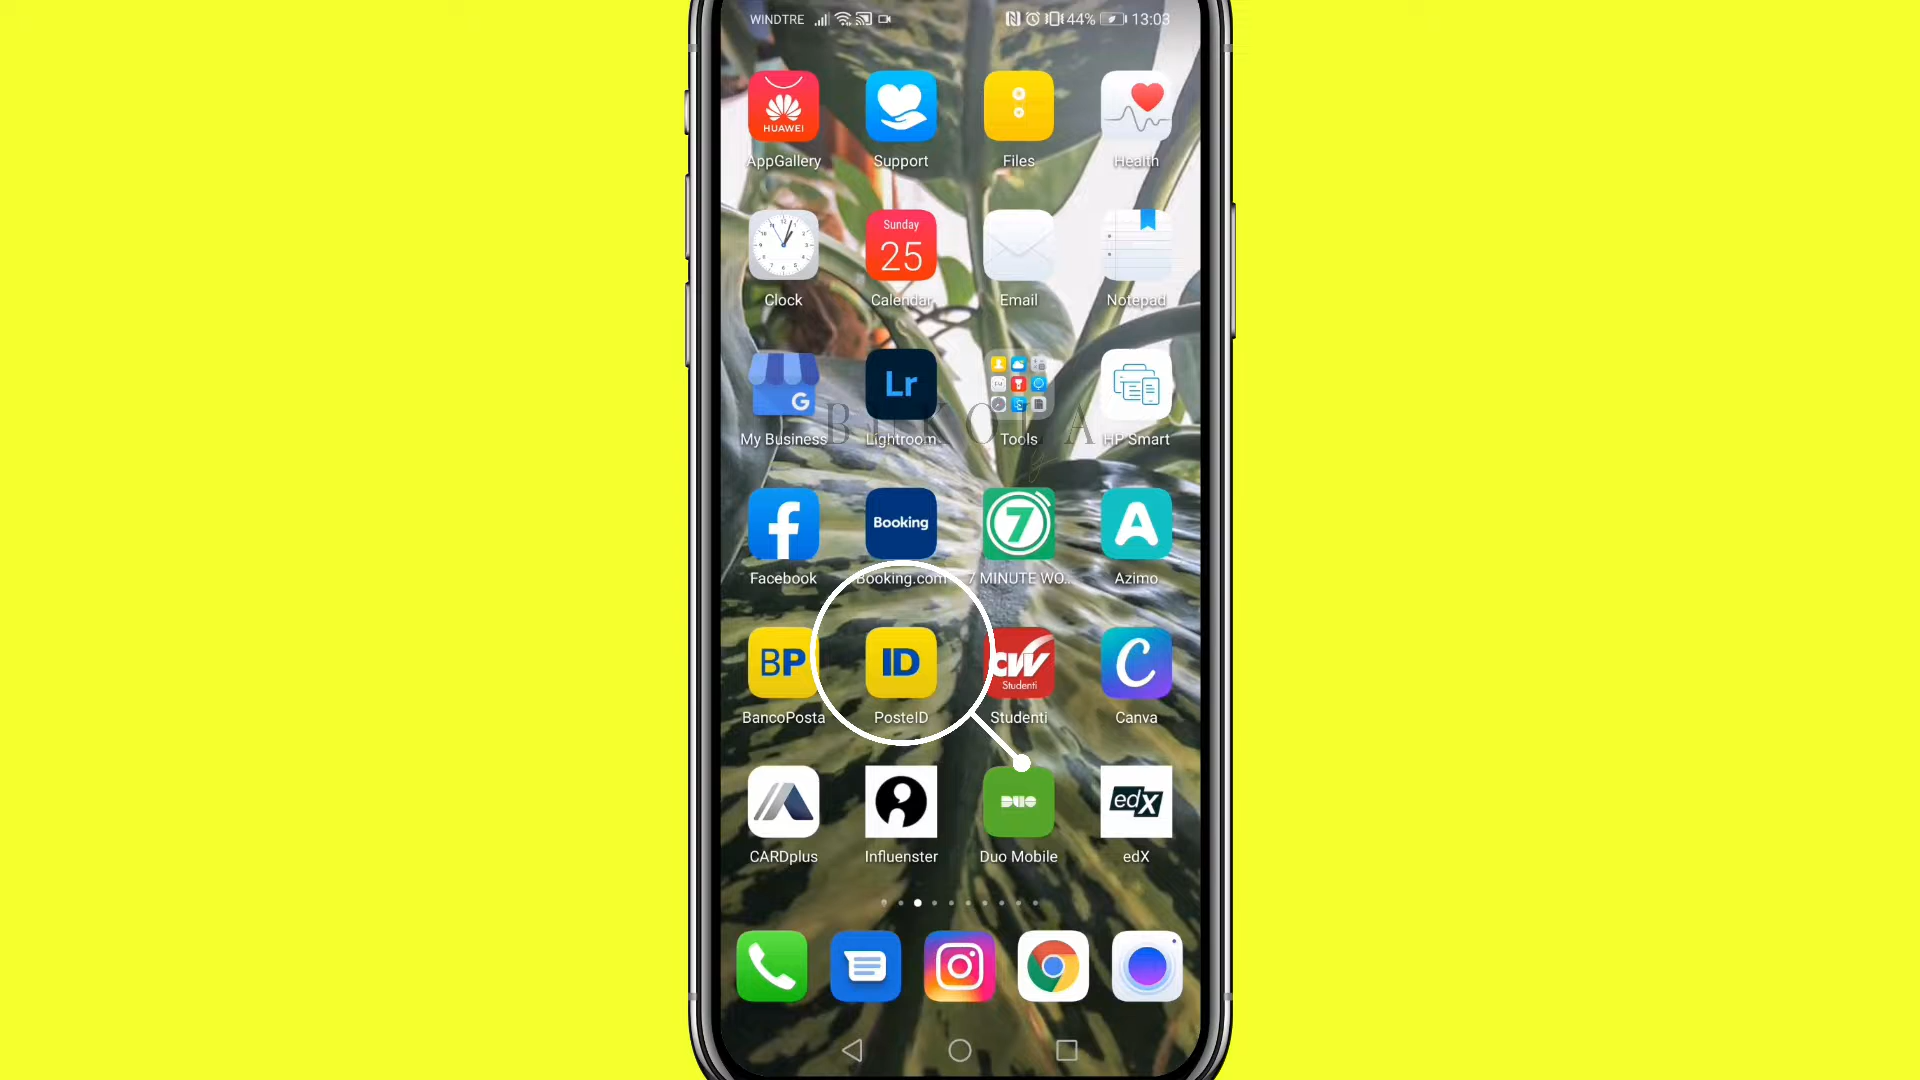 WINDTRE 44% 13:03
HUAWEI
AppGallery Support Files Health
Sunday
25
Clock Calendar Email Notepad
G Lr
My Business Lightroom Tools HP Smart
f Booking 7 A
Facebook Booking.com 7 MINUTE WO... Azimo
BP ID CW C
Studenti
BancoPosta PosteID Studenti Canva
DUO edX
CARDplus Influenster Duo Mobile edX